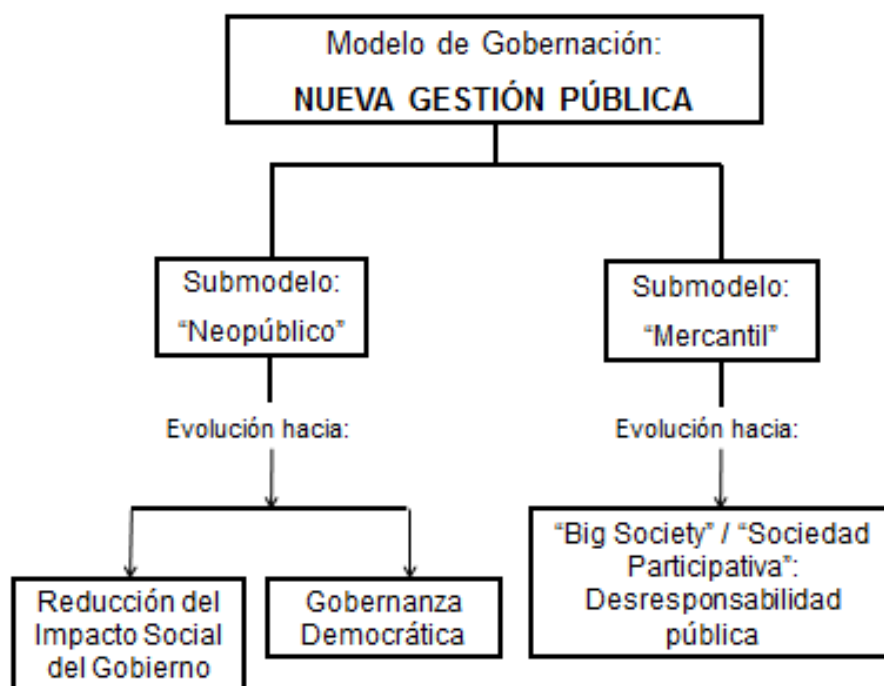 Modelo de Gobernación:
NUEVA GESTIÓN PÚBLICA
Submodelo:
“Neopúblico”
Submodelo:
“Mercantil”
Evolución hacia:
Evolución hacia:
Reducción del
Impacto Social
del Gobierno
Gobernanza
Democrática
“Big Society” / “Sociedad
Participativa”:
Desresponsabilidad
pública